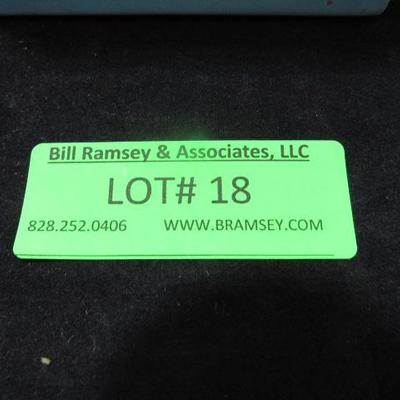 Bill Ramsey & Associates, LLC
LOT# 18
828.252.0406 WWW.BRAMSEY.COM